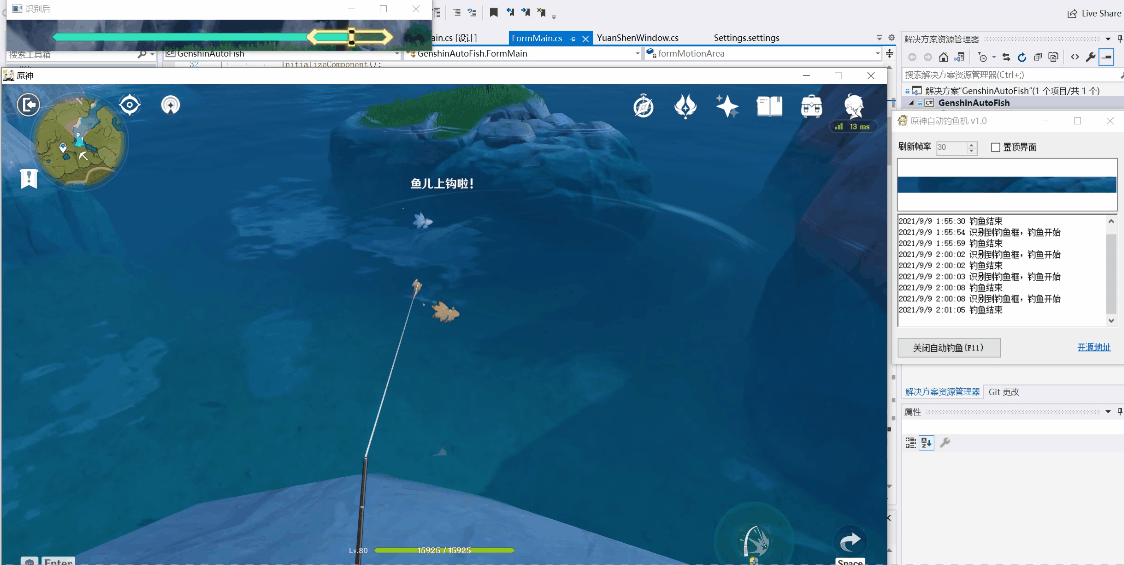 识别后
Live Share
ain.cs [设计]
FormMain.cs
YuanShenWindow.cs
Settings.settings
搜索工具箱
GenshinAutoFish
GenshinAutoFish.FormMain
formMotionArea
InitializeComponent();
解决方案资源管理器
搜索解决方案资源管理器(Ctrl+;)
解决方案"GenshinAutoFish"(1 个项目/共 1 个)
GenshinAutoFish
原神
13 ms
鱼儿上钩啦！
Lv.80
15925 / 15925
Enter
Space
原神自动钓鱼机 v1.0
刷新帧率 30
置顶界面
2021/9/9 1:55:30 钓鱼结束
2021/9/9 1:55:54 识别到钓鱼框，钓鱼开始
2021/9/9 1:55:59 钓鱼结束
2021/9/9 2:00:02 识别到钓鱼框，钓鱼开始
2021/9/9 2:00:02 钓鱼结束
2021/9/9 2:00:03 识别到钓鱼框，钓鱼开始
2021/9/9 2:00:08 钓鱼结束
2021/9/9 2:00:08 识别到钓鱼框，钓鱼开始
2021/9/9 2:01:05 钓鱼结束
关闭自动钓鱼(F11)
开源地址
解决方案资源管理器
Git 更改
属性